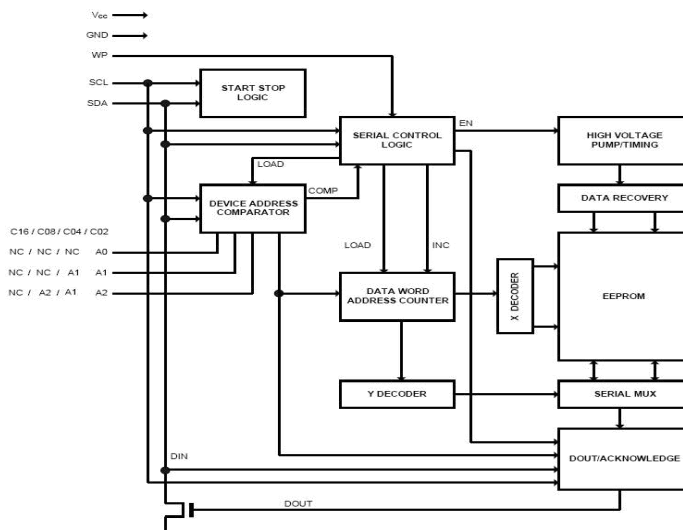 Vcc
GND
WP
SCL
SDA
START STOP
LOGIC
SERIAL CONTROL
LOGIC
EN
HIGH VOLTAGE
PUMP/TIMING
LOAD
COMP
DEVICE ADDRESS
COMPARATOR
DATA RECOVERY
C16 / C08 / C04 / C02
NC / NC / NC A0
NC / NC / A1 A1
NC / A2 / A1 A2
LOAD
INC
DATA WORD
ADDRESS COUNTER
X DECODER
EEPROM
Y DECODER
SERIAL MUX
DIN
DOUT/ACKNOWLEDGE
DOUT